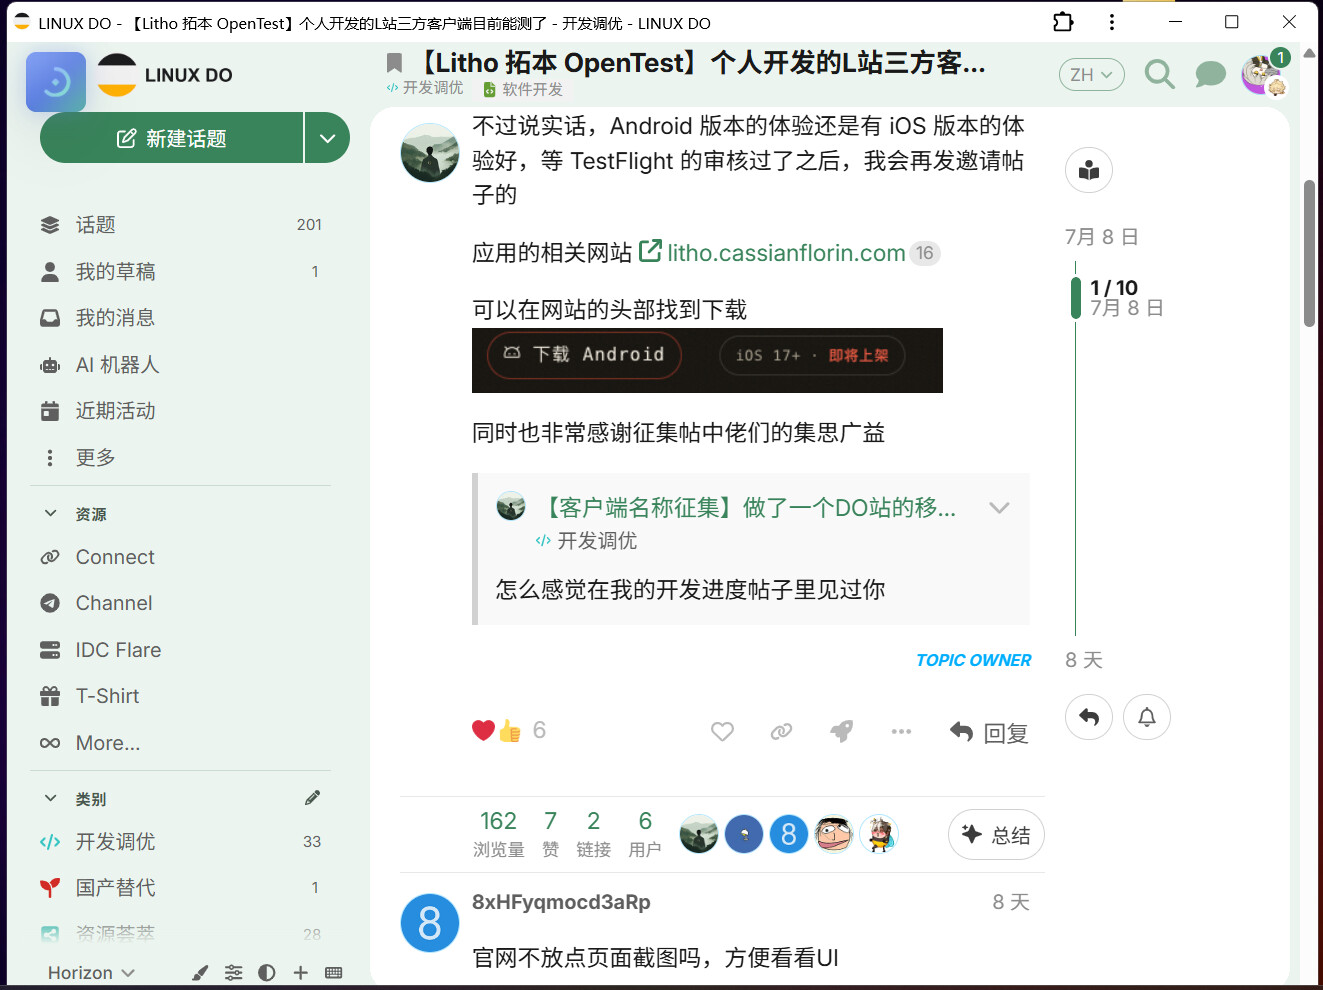 LINUX DO - 【Litho 拓本 OpenTest】个人开发的L站三方客户端目前能测了 - 开发调优 - LINUX DO
LINUX DO
【Litho 拓本 OpenTest】个人开发的L站三方客...
开发调优
软件开发
ZH
1
新建话题
话题 201
我的草稿 1
我的消息
AI 机器人
近期活动
更多
资源
Connect
Channel
IDC Flare
T-Shirt
More...
类别
开发调优 33
国产替代 1
资源荟萃 28
Horizon
不过说实话，Android 版本的体验还是有 iOS 版本的体
验好，等 TestFlight 的审核过了之后，我会再发邀请帖
子的
应用的相关网站 litho.cassianflorin.com 16
可以在网站的头部找到下载
下载 Android
iOS 17+ · 即将上架
同时也非常感谢征集帖中佬们的集思广益
【客户端名称征集】做了一个DO站的移...
开发调优
怎么感觉在我的开发进度帖子里见过你
TOPIC OWNER
6
回复
162 7 2 6
浏览量 赞 链接 用户
8
总结
8
8xHFyqmocd3aRp 8 天
官网不放点页面截图吗，方便看看UI
7月 8 日
1 / 10
7月 8 日
8 天